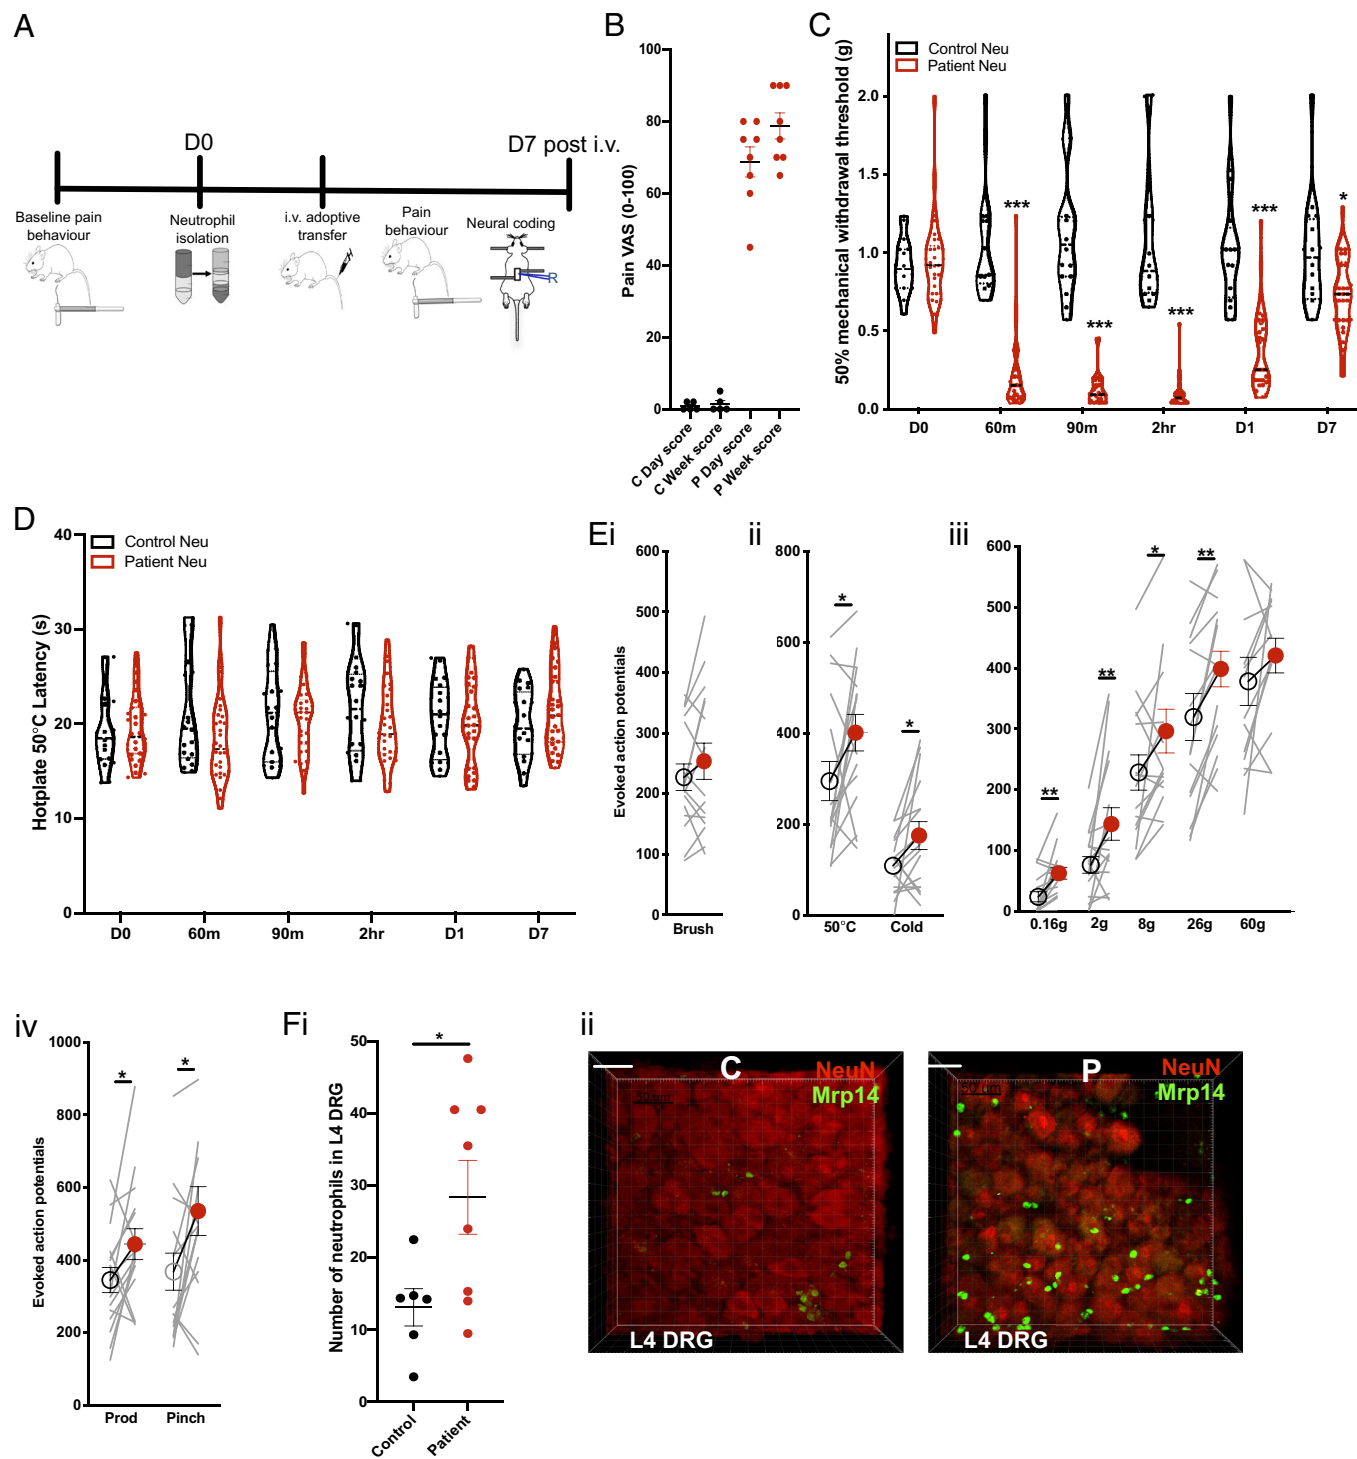 A
D0
D7 post i.v.
Baseline pain
behaviour
Neutrophil
isolation
i.v. adoptive
transfer
Pain
behaviour
Neural coding
R
B
Pain VAS (0-100)
100
80
60
40
20
0
C Day score
C Week score
P Day score
P Week score
C
Control Neu
Patient Neu
50% mechanical withdrawal threshold (g)
2.0
1.5
1.0
0.5
0.0
***
***
***
***
*
D0
60m
90m
2hr
D1
D7
D
Control Neu
Patient Neu
Hotplate 50°C Latency (s)
40
30
20
10
0
D0
60m
90m
2hr
D1
D7
Ei
Evoked action potentials
600
500
400
300
200
100
0
Brush
ii
800
600
400
200
0
*
*
50°C
Cold
iii
600
500
400
300
200
100
0
**
**
*
**
0.16g
2g
8g
26g
60g
iv
Evoked action potentials
1000
800
600
400
200
0
*
*
Prod
Pinch
Fi
Number of neutrophils in L4 DRG
50
40
30
20
10
0
*
Control
Patient
ii
C
NeuN
Mrp14
50 um
L4 DRG
P
NeuN
Mrp14
50 um
L4 DRG